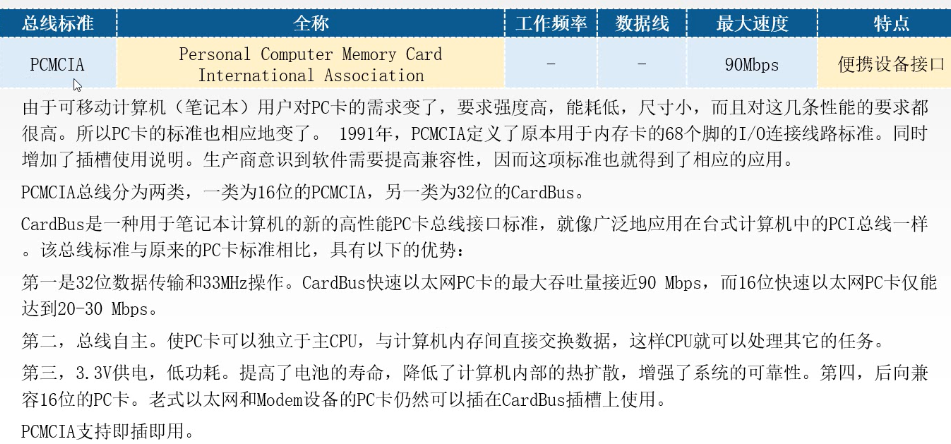 总线标准 全称 工作频率 数据线 最大速度 特点
PCMCIA Personal Computer Memory Card International Association - - 90Mbps 便携设备接口
由于可移动计算机（笔记本）用户对PC卡的需求变了，要求强度高，能耗低，尺寸小，而且对这几条性能的要求都
很高。所以PC卡的标准也相应地变了。 1991年，PCMCIA定义了原本用于内存卡的68个脚的I/O连接线路标准。同时
增加了插槽使用说明。生产商意识到软件需要提高兼容性，因而这项标准也就得到了相应的应用。
PCMCIA总线分为两类，一类为16位的PCMCIA，另一类为32位的CardBus。
CardBus是一种用于笔记本计算机的新的高性能PC卡总线接口标准，就像广泛地应用在台式计算机中的PCI总线一样
。该总线标准与原来的PC卡标准相比，具有以下的优势：
第一是32位数据传输和33MHz操作。CardBus快速以太网PC卡的最大吞吐量接近90 Mbps，而16位快速以太网PC卡仅能
达到20-30 Mbps。
第二，总线自主。使PC卡可以独立于主CPU，与计算机内存间直接交换数据，这样CPU就可以处理其它的任务。
第三，3.3V供电，低功耗。提高了电池的寿命，降低了计算机内部的热扩散，增强了系统的可靠性。第四，后向兼
容16位的PC卡。老式以太网和Modem设备的PC卡仍然可以插在CardBus插槽上使用。
PCMCIA支持即插即用。